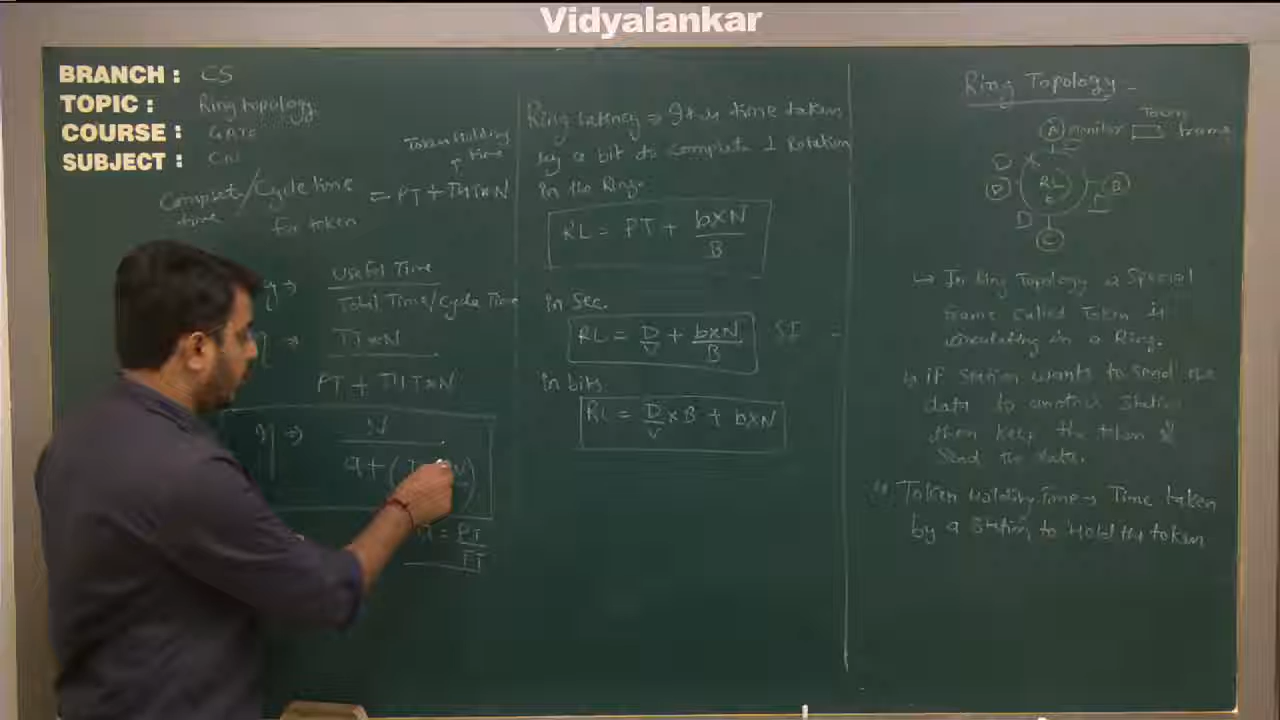 Vidyalankar
BRANCH : CS
TOPIC : Ring topology
COURSE : GATE
SUBJECT : CN
Token Holding
time
Complete/Cycle time = PT + THT×N
time for token
η ⇒ Useful Time
Total Time/Cycle Time
η ⇒ TT×N
PT + THT×N
η ⇒ N
a + (
a = PT
TT
Ring latency ⇒ It is time taken
by a bit to complete 1 Rotation
in the Ring.
RL = PT + b×N
B
in Sec.
RL = D/V + b×N/B
in bits
RL = D/V × B + b×N
Ring Topology -
Token
A monitor frame
D RL B
D
C
↳ In Ring Topology a Special
frame called Token is
circulating in a Ring.
↳ if Station wants to Send the
data to another Station
then keep the token &
Send the data.
Token Holding Time → Time taken
by a Station to Hold the token